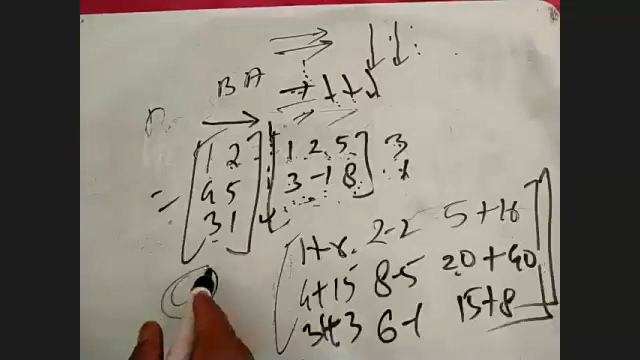 BA
= [1 2 [1 2 5 3
4 5 3 -1 8]
3 1]
[1+6 2-2 5+16
4+15 8-5 20+40
3+3 6-1 15+8]